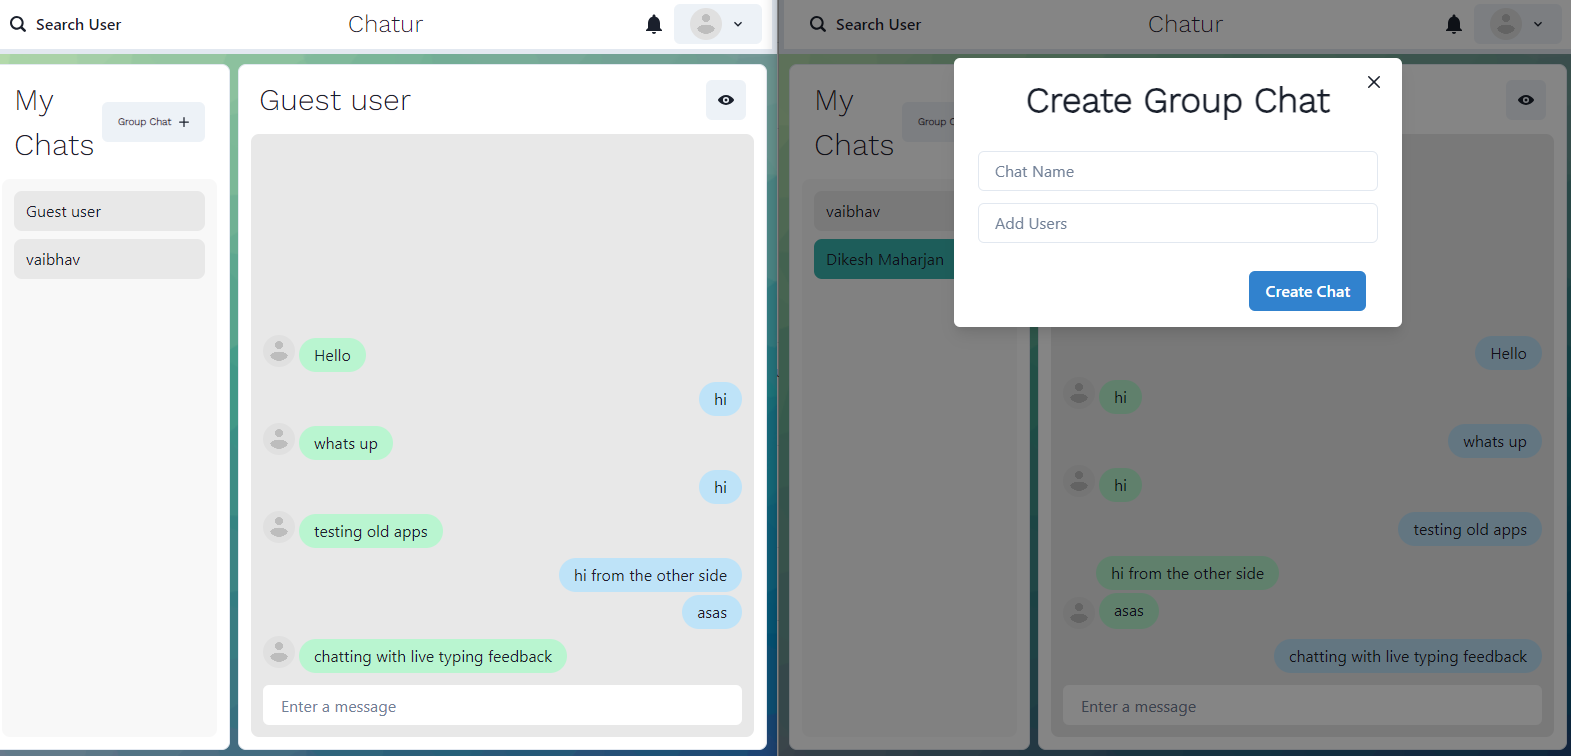 Search User
Chatur
My
Chats
Group Chat +
Guest user
vaibhav
Guest user
Hello
hi
whats up
hi
testing old apps
hi from the other side
asas
chatting with live typing feedback
Enter a message
Search User
Chatur
My
Chats
Group C
vaibhav
Dikesh Maharjan
Create Group Chat
Chat Name
Add Users
Create Chat
Hello
hi
whats up
hi
testing old apps
hi from the other side
asas
chatting with live typing feedback
Enter a message